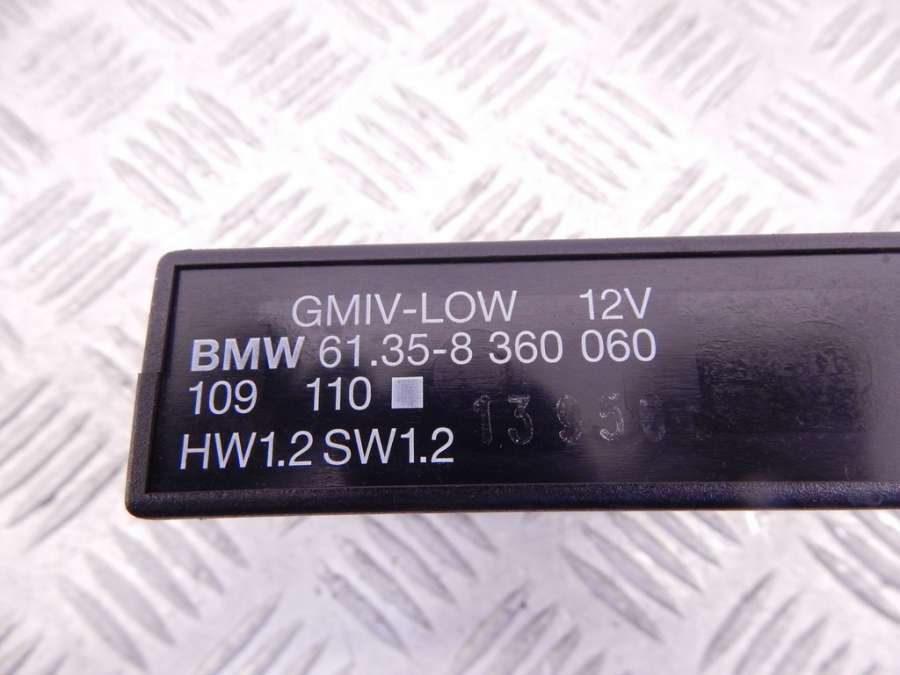 GMIV-LOW 12V
BMW 61.35-8 360 060
109 110
HW1.2 SW1.2